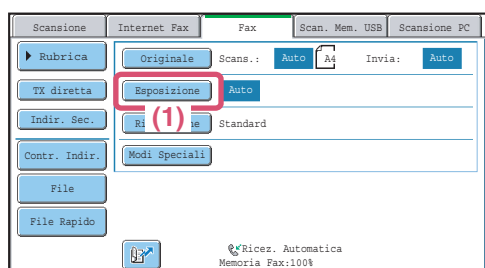 Scansione Internet Fax Fax Scan. Mem. USB Scansione PC
Rubrica Originale Scans.: Auto A4 Invia: Auto
TX diretta Esposizione Auto
Indir. Sec. (1) Standard
Contr. Indir. Modi Speciali
File
File Rapido
Ricez. Automatica
Memoria Fax:100%